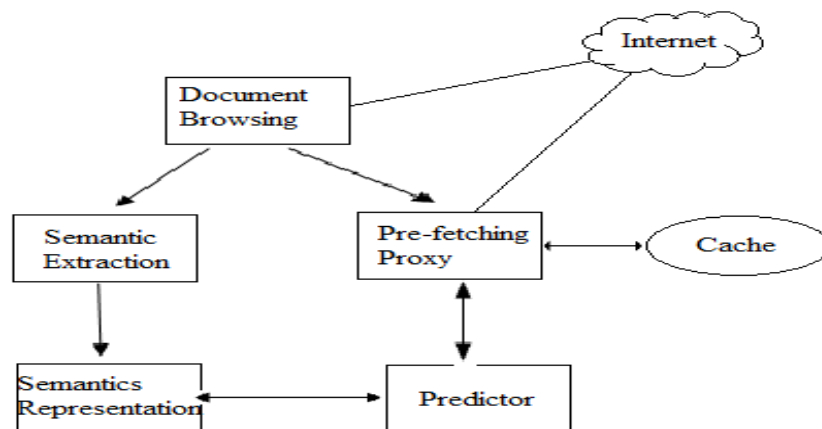 Internet
Document
Browsing
Semantic
Extraction
Pre-fetching
Proxy
Cache
Semantics
Representation
Predictor